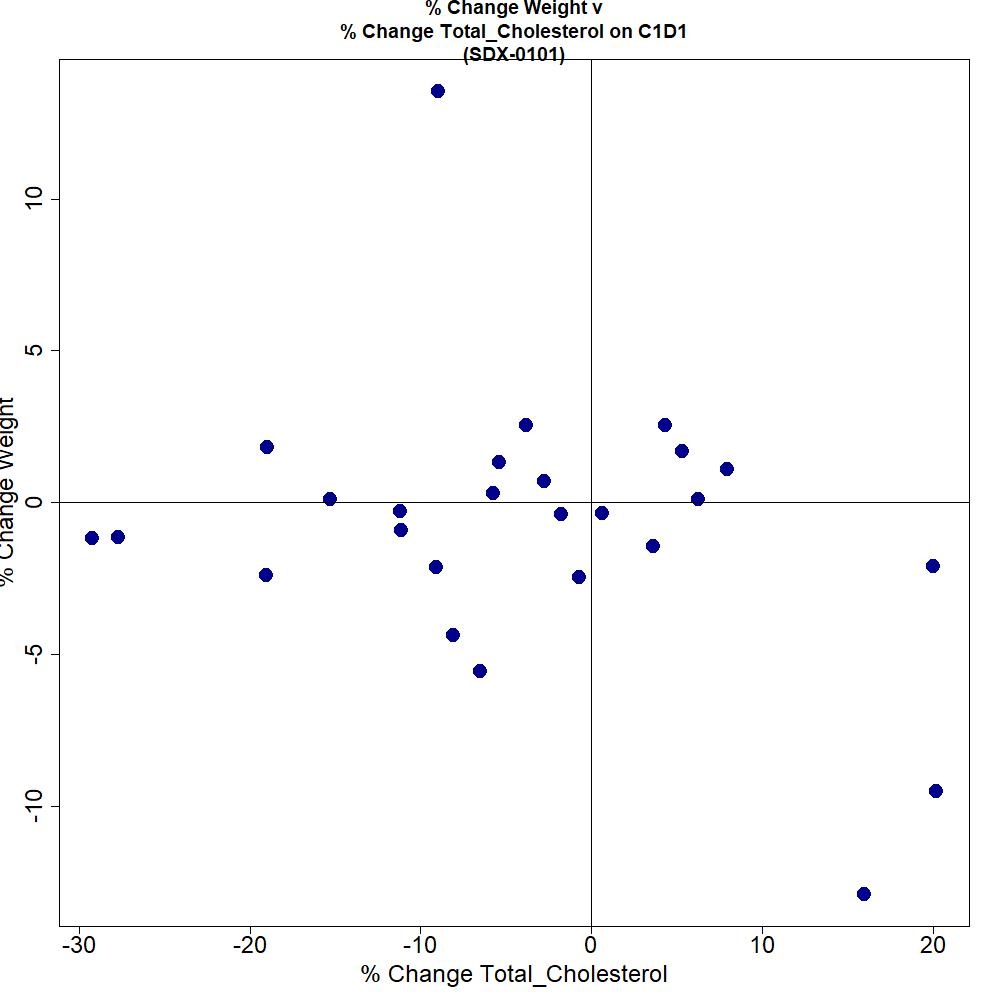 % Change Weight v
% Change Total_Cholesterol on C1D1
(SDX-0101)
% Change Weight
10
5
0
-5
-10
-30
-20
-10
0
10
20
% Change Total_Cholesterol